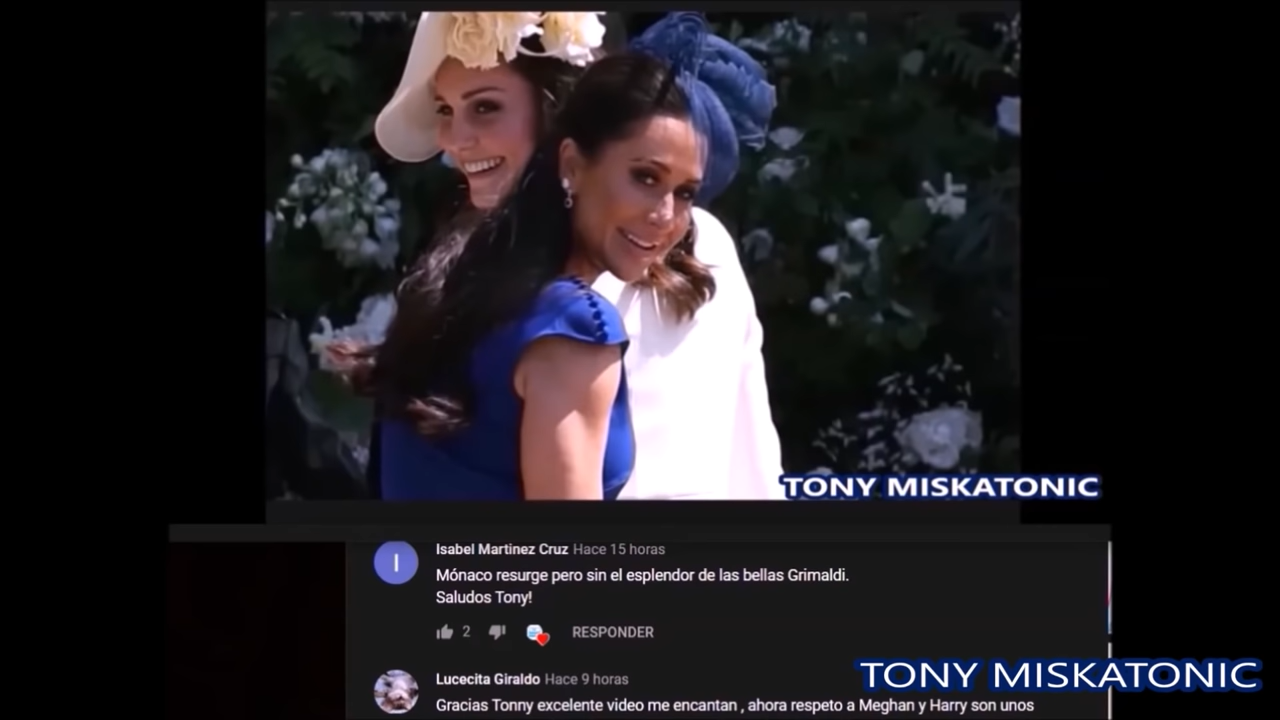 TONY MISKATONIC
I
Isabel Martinez Cruz Hace 15 horas
Mónaco resurge pero sin el esplendor de las bellas Grimaldi.
Saludos Tony!
2
RESPONDER
TONY MISKATONIC
Lucecita Giraldo Hace 9 horas
Gracias Tonny excelente video me encantan , ahora respeto a Meghan y Harry son unos